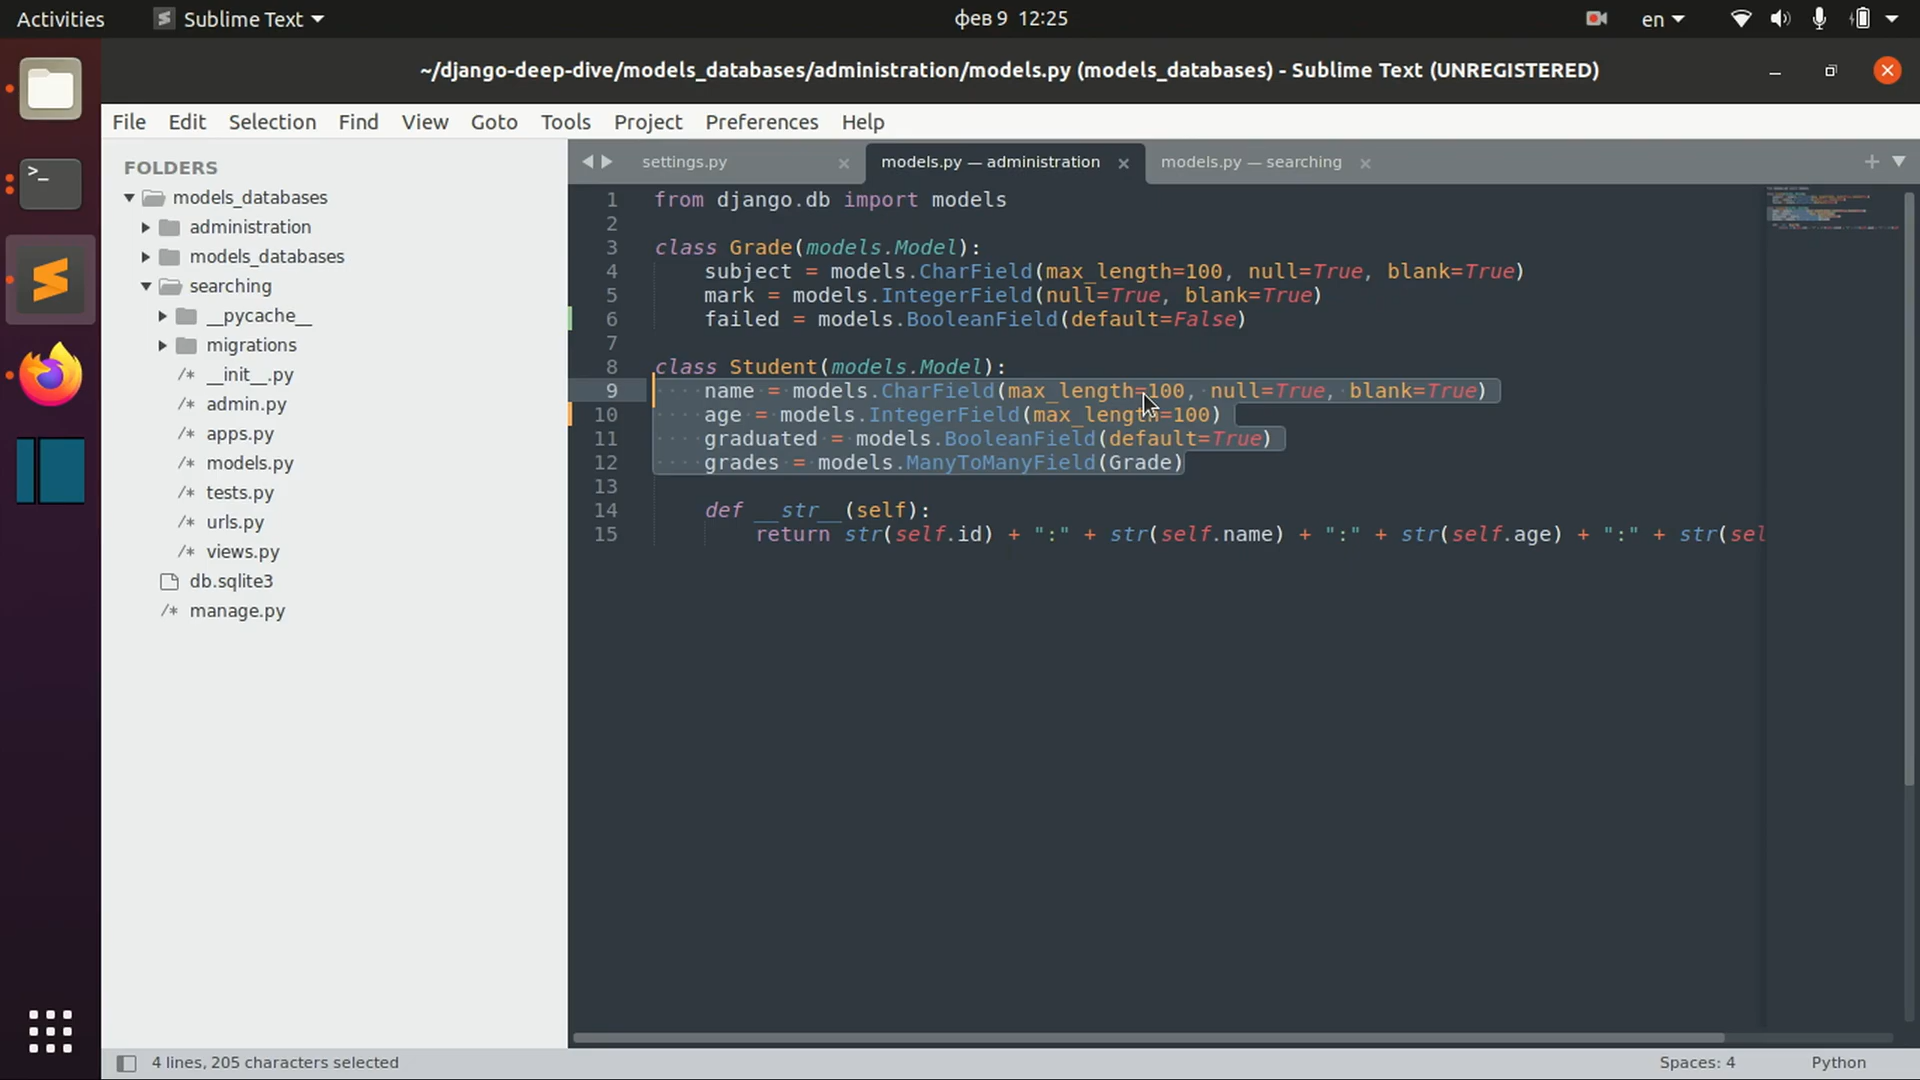 Activities Sublime Text фев 9 12:25 en
~/django-deep-dive/models_databases/administration/models.py (models_databases) - Sublime Text (UNREGISTERED)
File Edit Selection Find View Goto Tools Project Preferences Help
FOLDERS
models_databases
administration
models_databases
searching
__pycache__
migrations
/* __init__.py
/* admin.py
/* apps.py
/* models.py
/* tests.py
/* urls.py
/* views.py
db.sqlite3
/* manage.py
settings.py models.py — administration models.py — searching
1 from django.db import models
2
3 class Grade(models.Model):
4 subject = models.CharField(max_length=100, null=True, blank=True)
5 mark = models.IntegerField(null=True, blank=True)
6 failed = models.BooleanField(default=False)
7
8 class Student(models.Model):
9 name = models.CharField(max_length=100, null=True, blank=True)
10 age = models.IntegerField(max_length=100)
11 graduated = models.BooleanField(default=True)
12 grades = models.ManyToManyField(Grade)
13
14 def __str__(self):
15 return str(self.id) + ":" + str(self.name) + ":" + str(self.age) + ":" + str(sel
4 lines, 205 characters selected Spaces: 4 Python